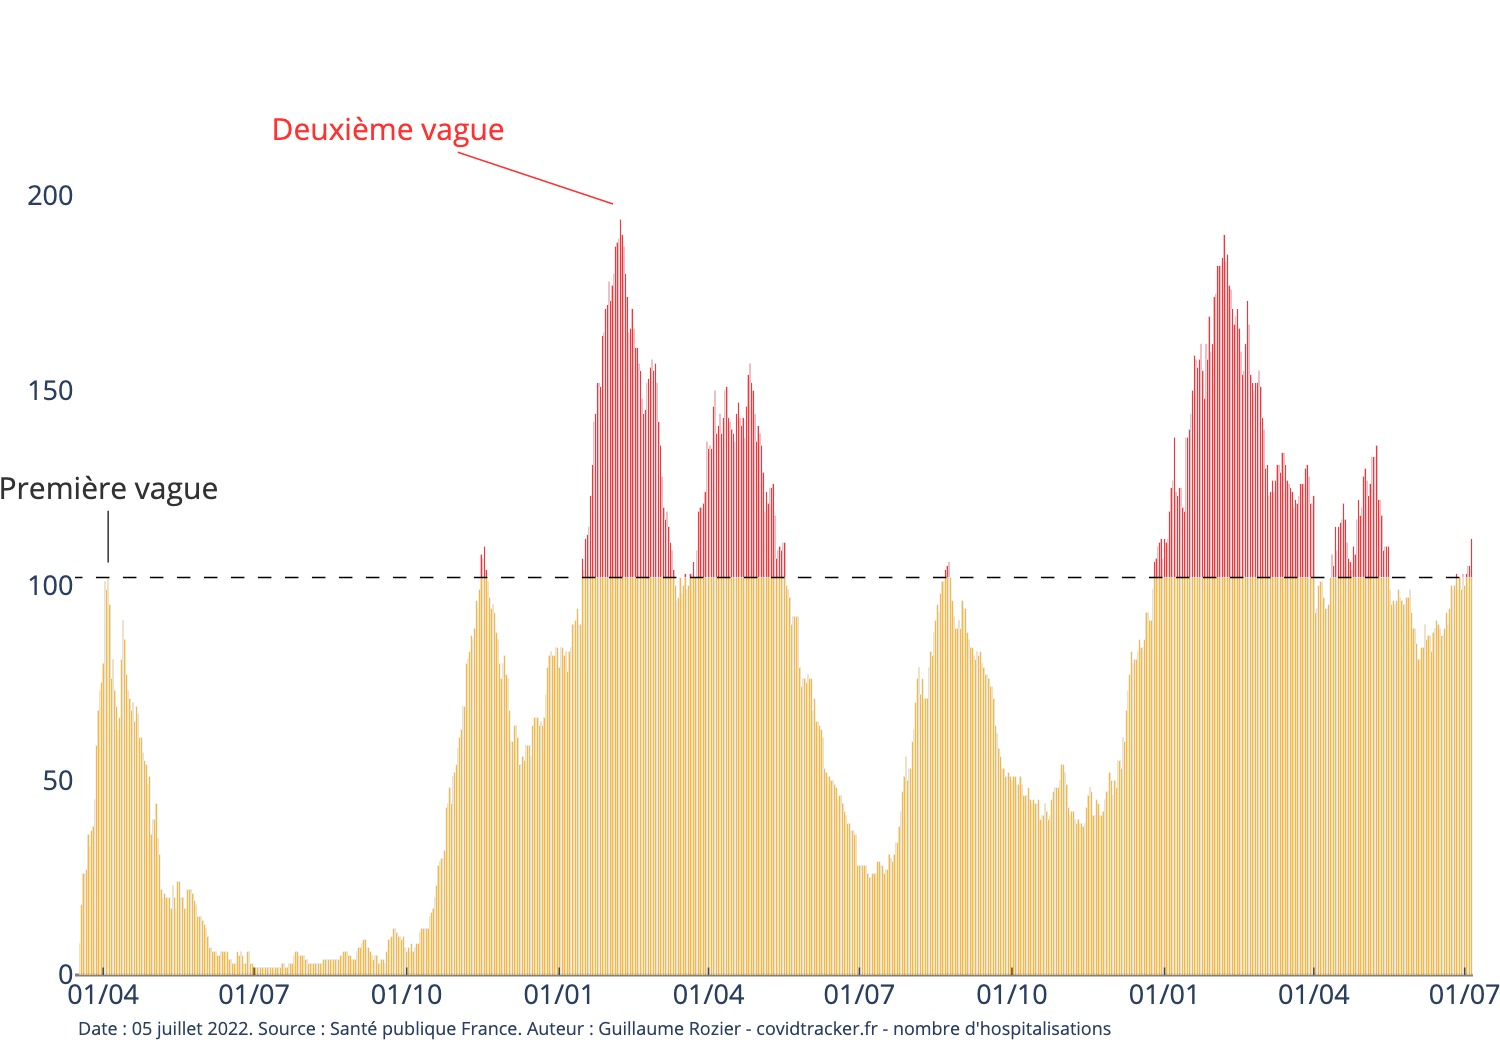 Deuxième vague
200
150
Première vague
100
50
0
01/04 01/07 01/10 01/01 01/04 01/07 01/10 01/01 01/04 01/07
Date : 05 juillet 2022. Source : Santé publique France. Auteur : Guillaume Rozier - covidtracker.fr - nombre d'hospitalisations